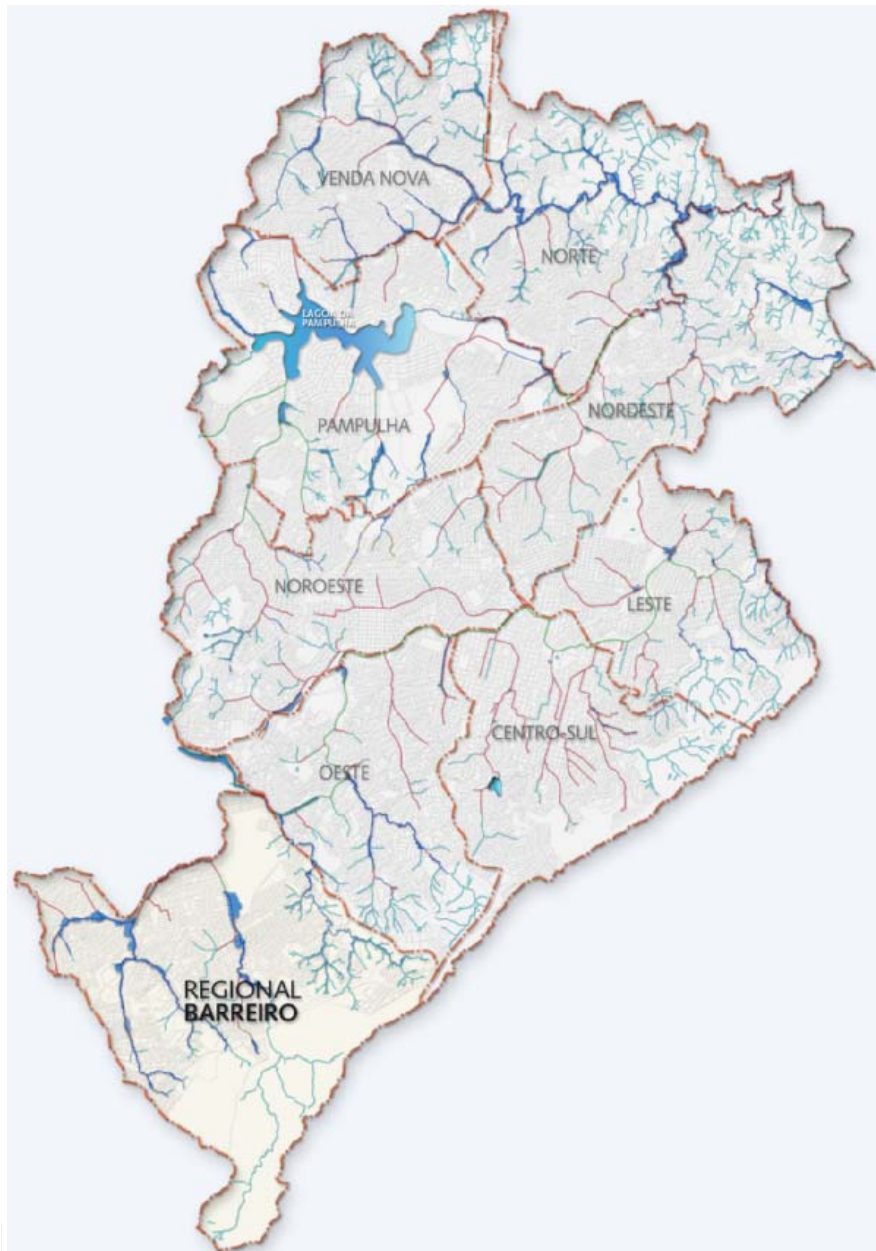 VENDA NOVA
NORTE
LAGOA DA
PAMPULHA
NORDESTE
PAMPULHA
NOROESTE
LESTE
CENTRO-SUL
OESTE
REGIONAL
BARREIRO